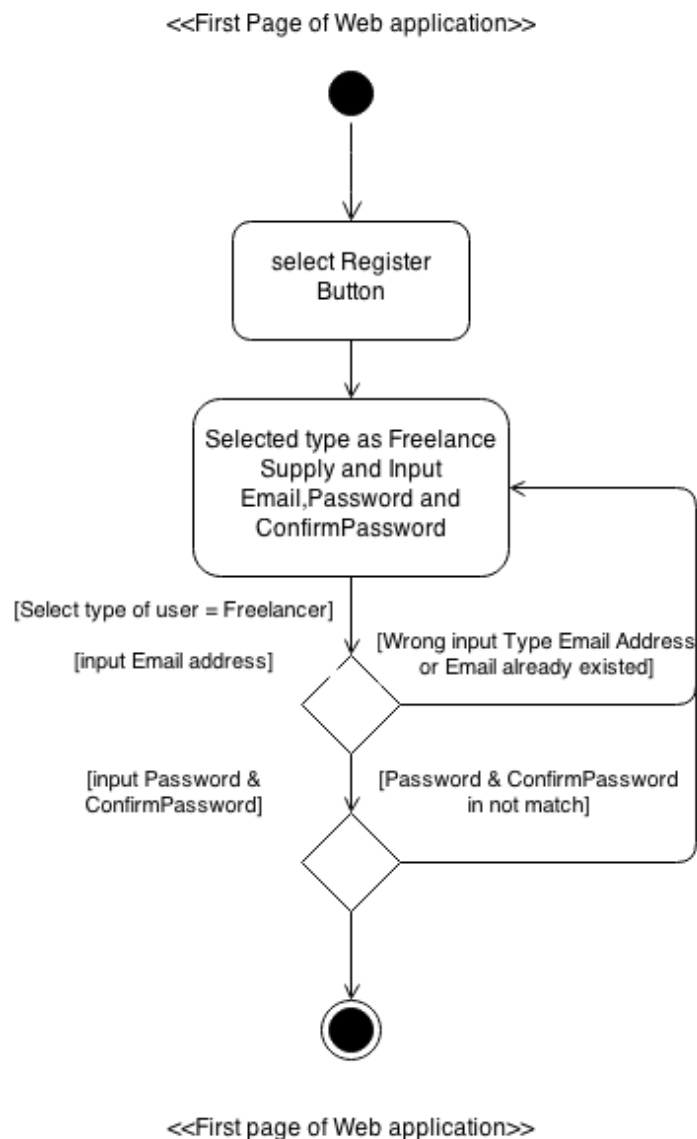 <<First Page of Web application>>
select Register
Button
Selected type as Freelance
Supply and Input
Email,Password and
ConfirmPassword
[Select type of user = Freelancer]
[input Email address]
[Wrong input Type Email Address
or Email already existed]
[input Password &
ConfirmPassword]
[Password & ConfirmPassword
in not match]
<<First page of Web application>>